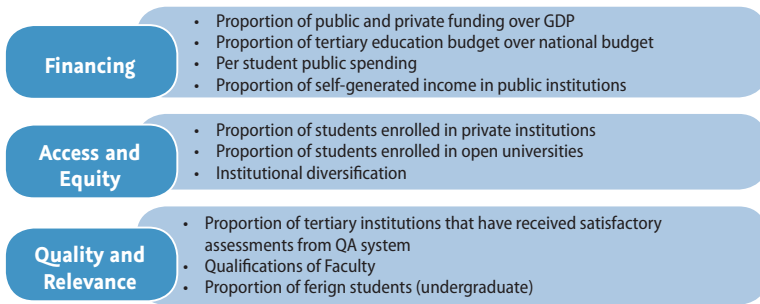 Financing
• Proportion of public and private funding over GDP
• Proportion of tertiary education budget over national budget
• Per student public spending
• Proportion of self-generated income in public institutions
Access and
Equity
• Proportion of students enrolled in private institutions
• Proportion of students enrolled in open universities
• Institutional diversification
Quality and
Relevance
• Proportion of tertiary institutions that have received satisfactory
assessments from QA system
• Qualifications of Faculty
• Proportion of ferign students (undergraduate)